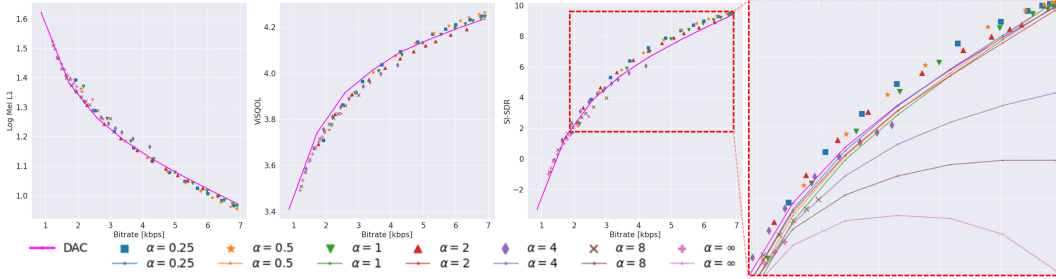 1.6
1.5
1.4
1.3
1.2
1.1
1.0
Log Mel L1
1 2 3 4 5 6 7
Bitrate [kbps]
4.2
4.0
3.8
3.6
3.4
ViSQOL
1 2 3 4 5 6 7
Bitrate [kbps]
10
8
6
4
2
0
−2
SI-SDR
1 2 3 4 5 6 7
Bitrate [kbps]
DAC α = 0.25 α = 0.5 α = 1 α = 2 α = 4 α = 8 α = ∞
α = 0.25 α = 0.5 α = 1 α = 2 α = 4 α = 8 α = ∞